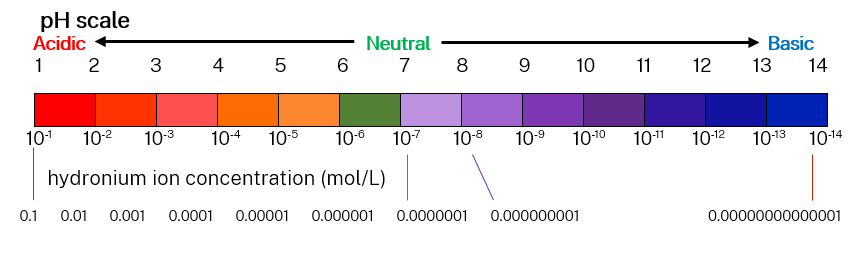 pH scale
Acidic Neutral Basic
1 2 3 4 5 6 7 8 9 10 11 12 13 14
10⁻¹ 10⁻² 10⁻³ 10⁻⁴ 10⁻⁵ 10⁻⁶ 10⁻⁷ 10⁻⁸ 10⁻⁹ 10⁻¹⁰ 10⁻¹¹ 10⁻¹² 10⁻¹³ 10⁻¹⁴
hydronium ion concentration (mol/L)
0.1 0.01 0.001 0.0001 0.00001 0.000001 0.0000001 0.000000001 0.00000000000001